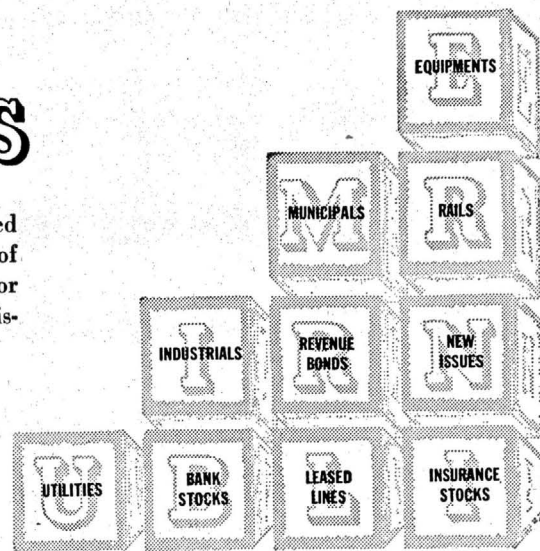 S
ed
of
or
is-
E
EQUIPMENTS
M
MUNICIPALS
R
RAILS
I
INDUSTRIALS
R
REVENUE
BONDS
N
NEW
ISSUES
U
UTILITIES
B
BANK
STOCKS
L
LEASED
LINES
I
INSURANCE
STOCKS